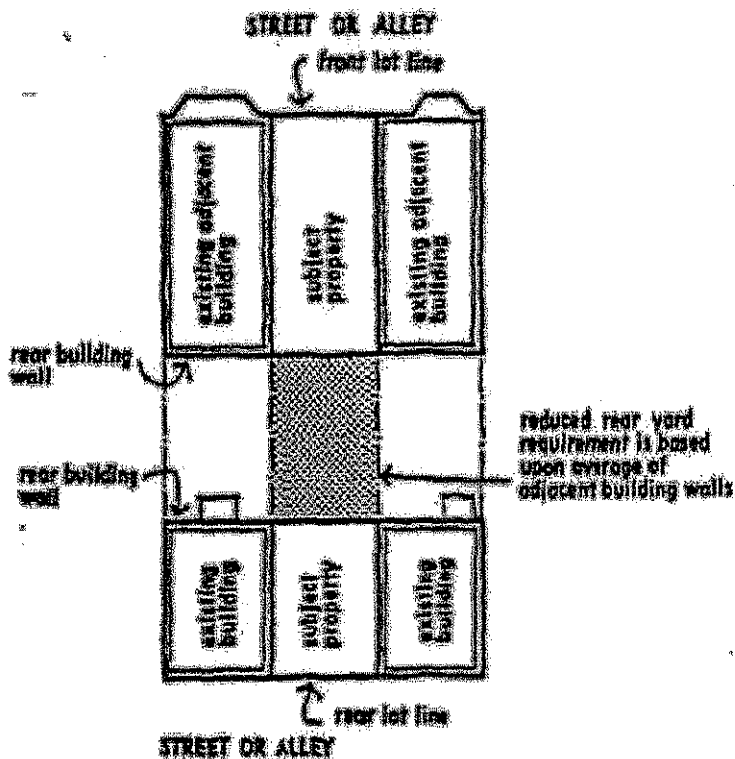 STREET OR ALLEY
front lot line
existing adjacent
building
subject
property
existing adjacent
building
rear building
wall
reduced rear yard
requirement is based
upon average of
adjacent building walls
rear building
wall
existing
building
subject
property
existing
building
rear lot line
STREET OR ALLEY